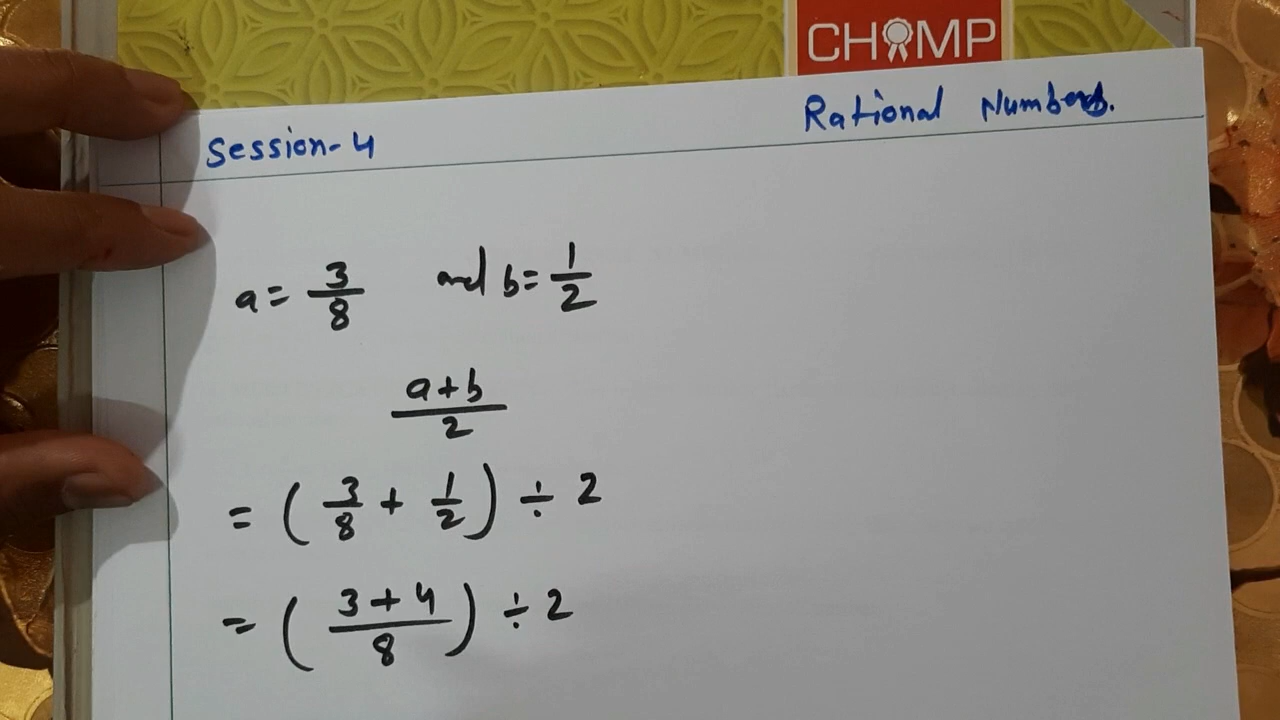 CHAMP
Session-4
Rational Numbers.
a = 3/8 and b = 1/2
a+b/2
= (3/8 + 1/2) ÷ 2
= (3+4/8) ÷ 2